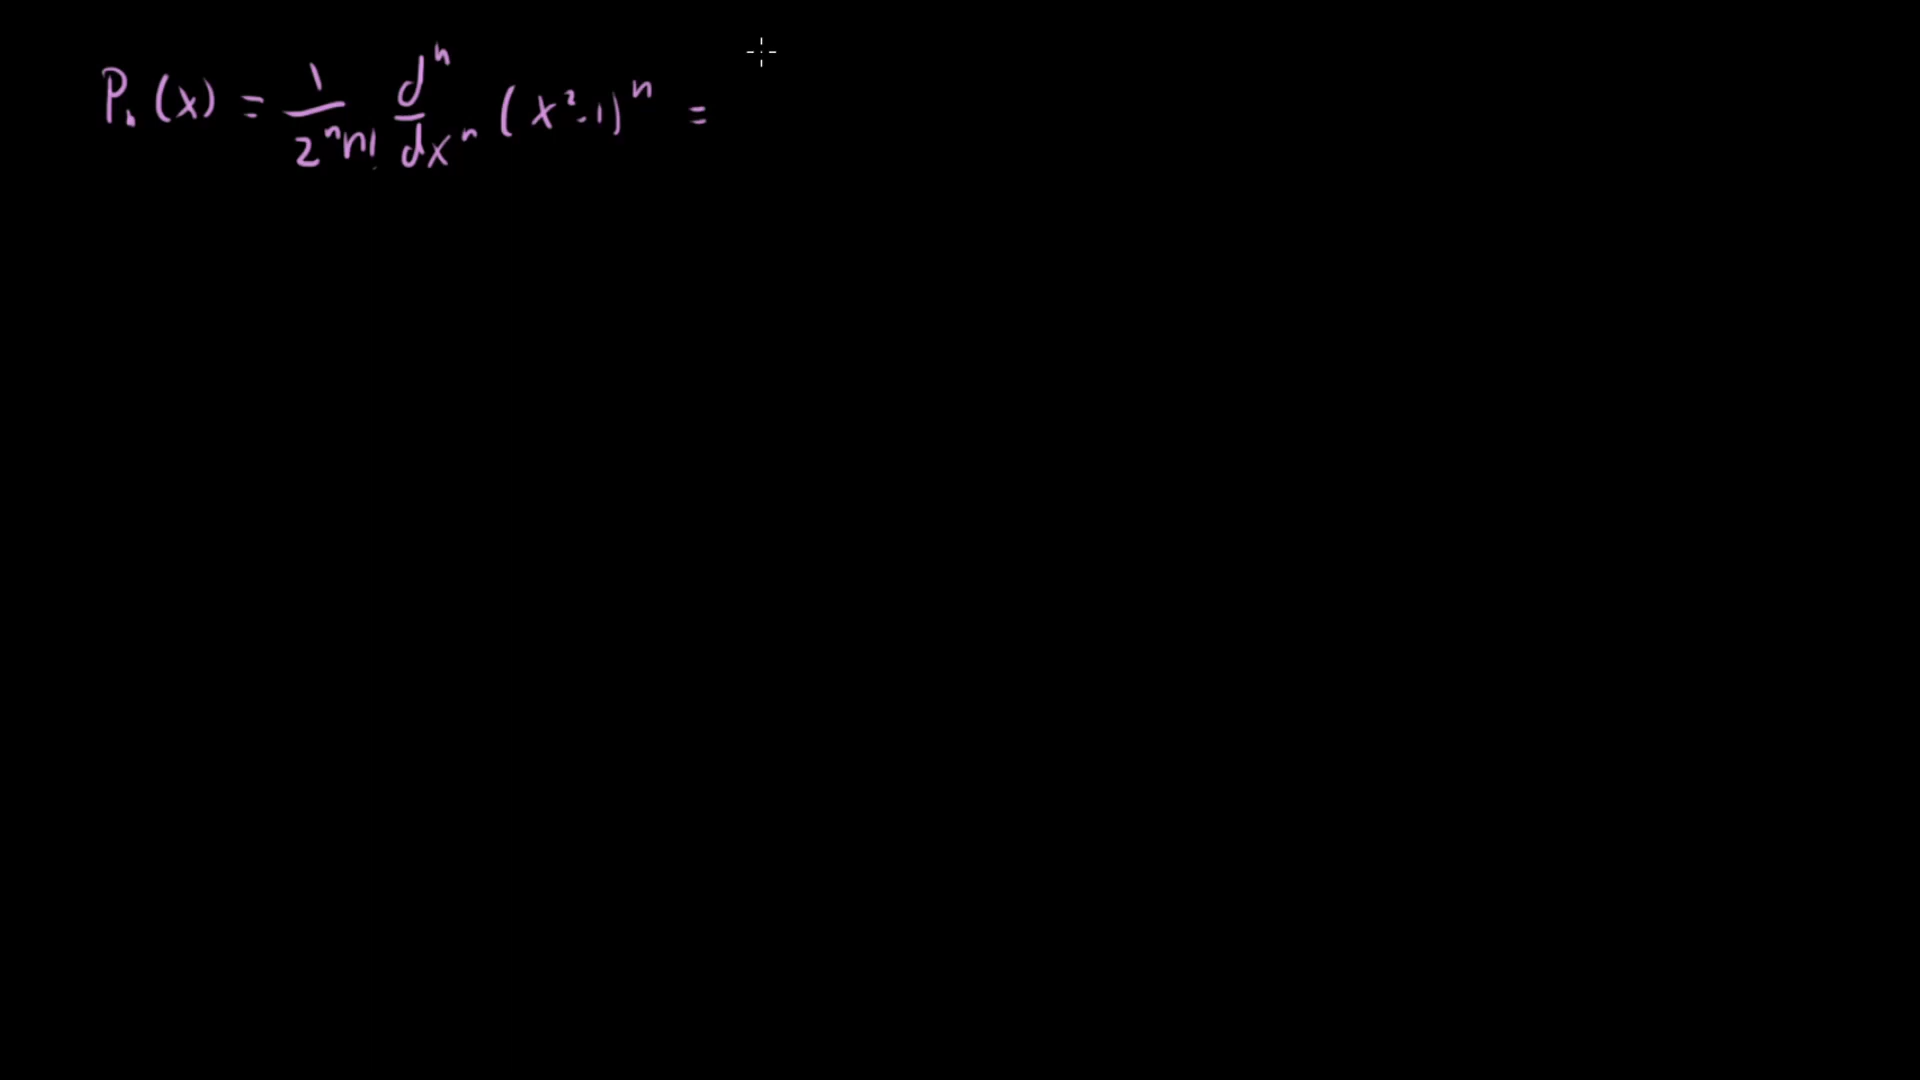 Pₙ(x) = 1/(2ⁿn!) dⁿ/dxⁿ (x²-1)ⁿ =